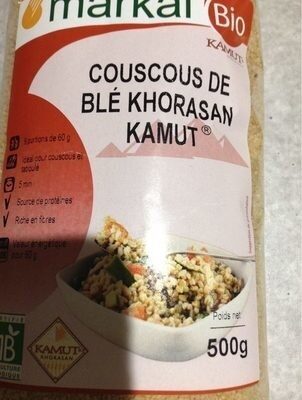 markal
Bio
KAMUT
COUSCOUS DE
BLÉ KHORASAN
KAMUT®
8 portions de 60 g
Idéal pour couscous et
taboulé
5 min
Source de protéines
Riche en fibres
Valeur énergétique
pour 60 g
Poids net
500g
AB
KAMUT
KHORASAN